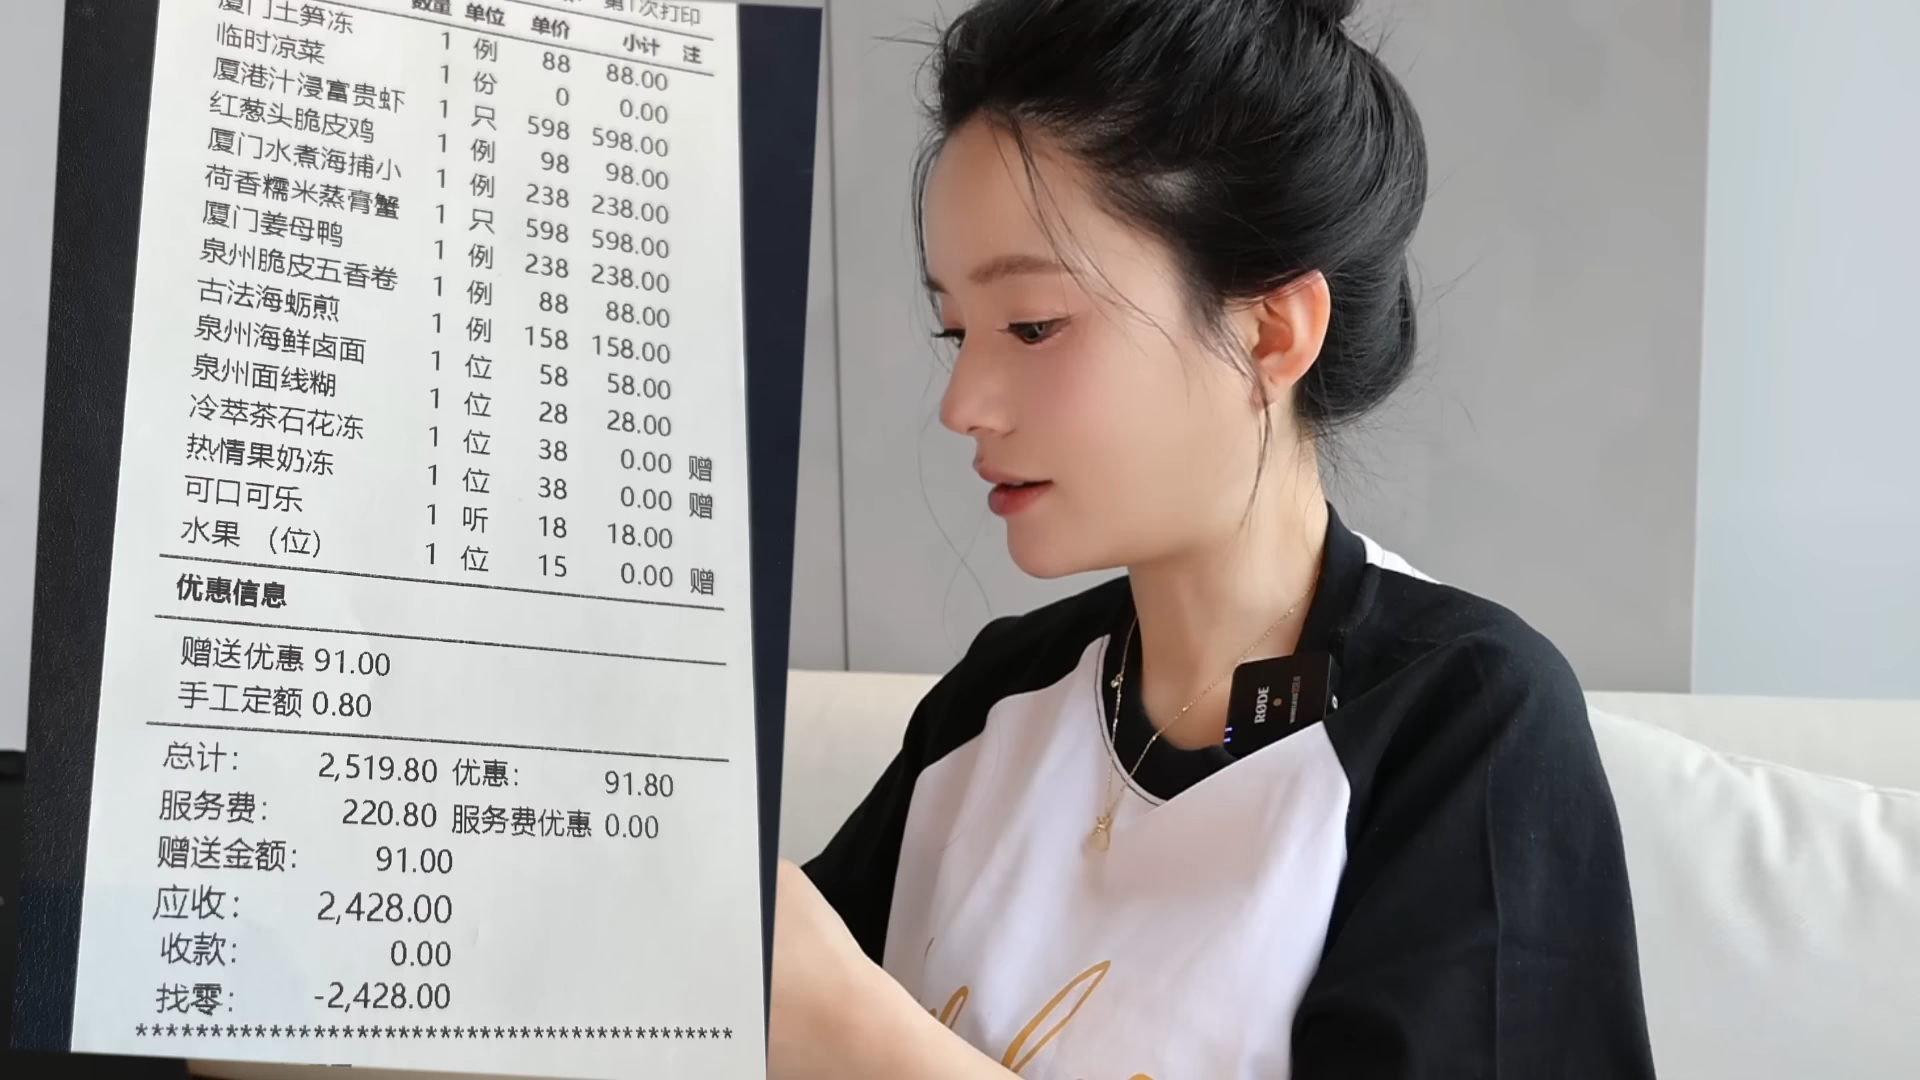 第1次打印
数量 单位 单价 小计 注
厦门土笋冻 1 例 88 88.00
临时凉菜 1 份 0 0.00
厦港汁浸富贵虾 1 只 598 598.00
红葱头脆皮鸡 1 例 98 98.00
厦门水煮海捕小 1 例 238 238.00
荷香糯米蒸膏蟹 1 只 598 598.00
厦门姜母鸭 1 例 238 238.00
泉州脆皮五香卷 1 例 88 88.00
古法海蛎煎 1 例 158 158.00
泉州海鲜卤面 1 位 58 58.00
泉州面线糊 1 位 28 28.00
冷萃茶石花冻 1 位 38 0.00 赠
热情果奶冻 1 位 38 0.00 赠
可口可乐 1 听 18 18.00
水果 （位） 1 位 15 0.00 赠
优惠信息
赠送优惠 91.00
手工定额 0.80
总计： 2,519.80 优惠： 91.80
服务费： 220.80 服务费优惠 0.00
赠送金额： 91.00
应收： 2,428.00
收款： 0.00
找零： -2,428.00
RØDE